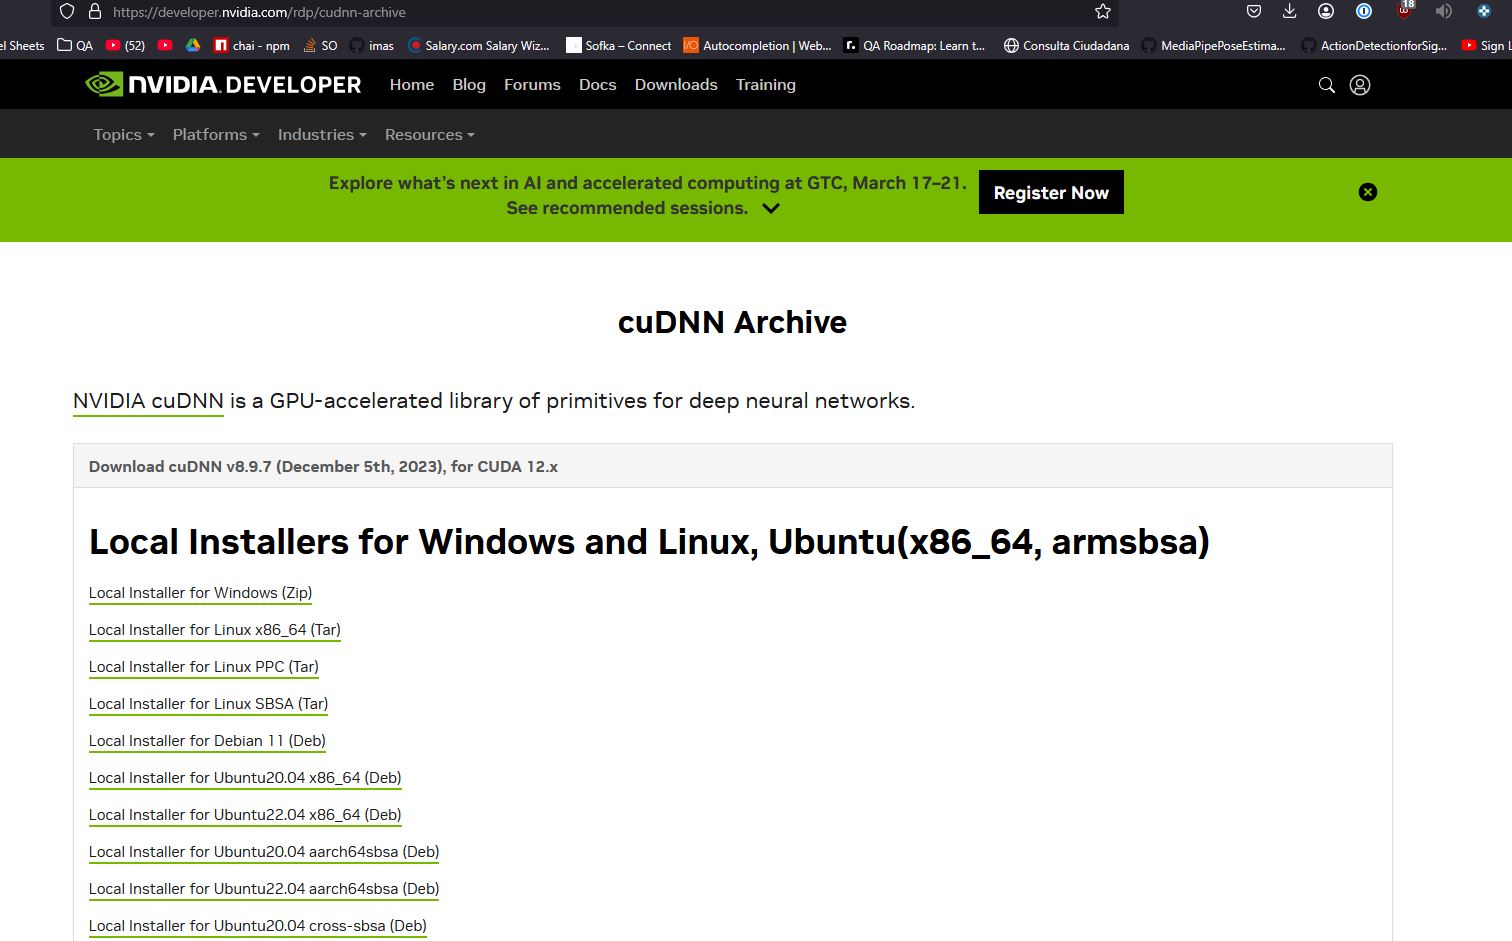 https://developer.nvidia.com/rdp/cudnn-archive
18
el Sheets QA (52) chai - npm SO imas Salary.com Salary Wiz... Sofka – Connect Autocompletion | Web... QA Roadmap: Learn t... Consulta Ciudadana MediaPipePoseEstima... ActionDetectionforSig... Sign L
NVIDIA. DEVELOPER Home Blog Forums Docs Downloads Training
Topics Platforms Industries Resources
Explore what's next in AI and accelerated computing at GTC, March 17–21.
See recommended sessions.
Register Now
cuDNN Archive
NVIDIA cuDNN is a GPU-accelerated library of primitives for deep neural networks.
Download cuDNN v8.9.7 (December 5th, 2023), for CUDA 12.x
Local Installers for Windows and Linux, Ubuntu(x86_64, armsbsa)
Local Installer for Windows (Zip)
Local Installer for Linux x86_64 (Tar)
Local Installer for Linux PPC (Tar)
Local Installer for Linux SBSA (Tar)
Local Installer for Debian 11 (Deb)
Local Installer for Ubuntu20.04 x86_64 (Deb)
Local Installer for Ubuntu22.04 x86_64 (Deb)
Local Installer for Ubuntu20.04 aarch64sbsa (Deb)
Local Installer for Ubuntu22.04 aarch64sbsa (Deb)
Local Installer for Ubuntu20.04 cross-sbsa (Deb)